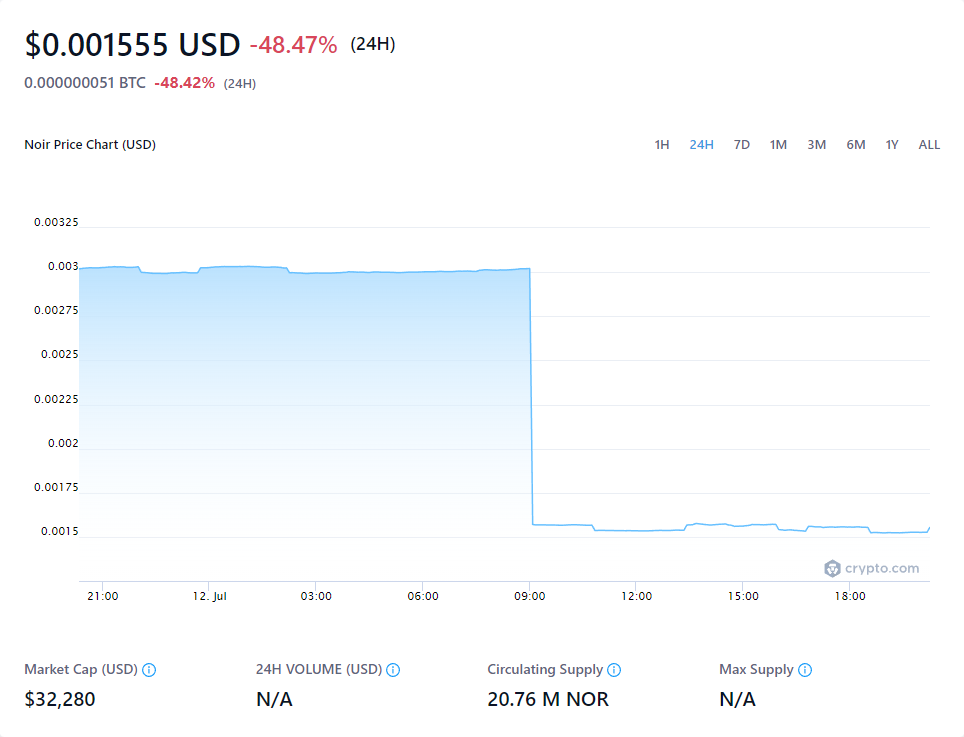 $0.001555 USD -48.47% (24H)
0.000000051 BTC -48.42% (24H)
Noir Price Chart (USD) 1H 24H 7D 1M 3M 6M 1Y ALL
0.00325
0.003
0.00275
0.0025
0.00225
0.002
0.00175
0.0015
crypto.com
21:00 12. Jul 03:00 06:00 09:00 12:00 15:00 18:00
Market Cap (USD) 24H VOLUME (USD) Circulating Supply Max Supply
$32,280 N/A 20.76 M NOR N/A